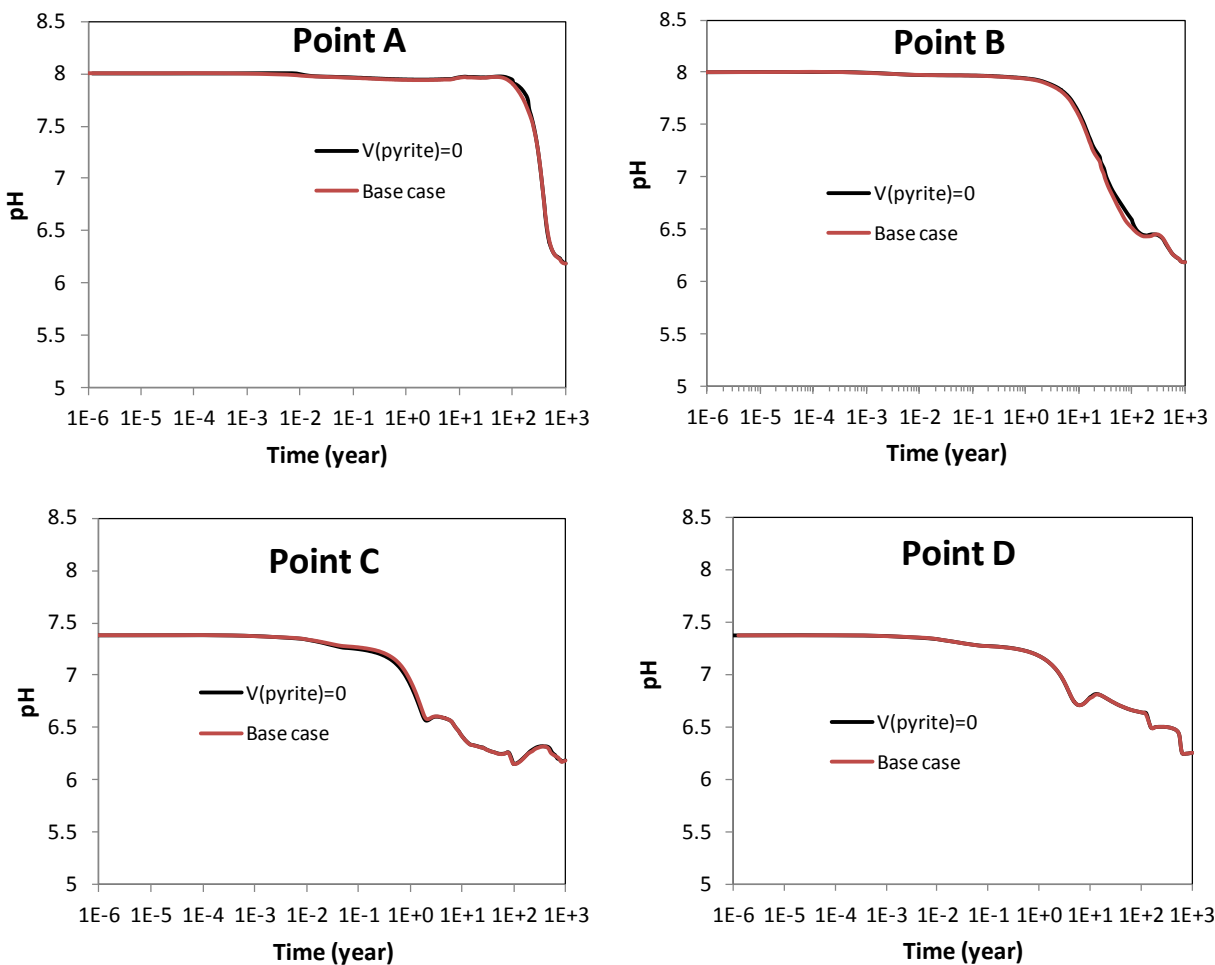 Point A
8.5
8
7.5
7
6.5
6
5.5
5
pH
V(pyrite)=0
Base case
1E-6 1E-5 1E-4 1E-3 1E-2 1E-1 1E+0 1E+1 1E+2 1E+3
Time (year)
Point B
8.5
8
7.5
7
6.5
6
5.5
5
pH
V(pyrite)=0
Base case
1E-6 1E-5 1E-4 1E-3 1E-2 1E-1 1E+0 1E+1 1E+2 1E+3
Time (year)
Point C
8.5
8
7.5
7
6.5
6
5.5
5
pH
V(pyrite)=0
Base case
1E-6 1E-5 1E-4 1E-3 1E-2 1E-1 1E+0 1E+1 1E+2 1E+3
Time (year)
Point D
8.5
8
7.5
7
6.5
6
5.5
5
pH
V(pyrite)=0
Base case
1E-6 1E-5 1E-4 1E-3 1E-2 1E-1 1E+0 1E+1 1E+2 1E+3
Time (year)